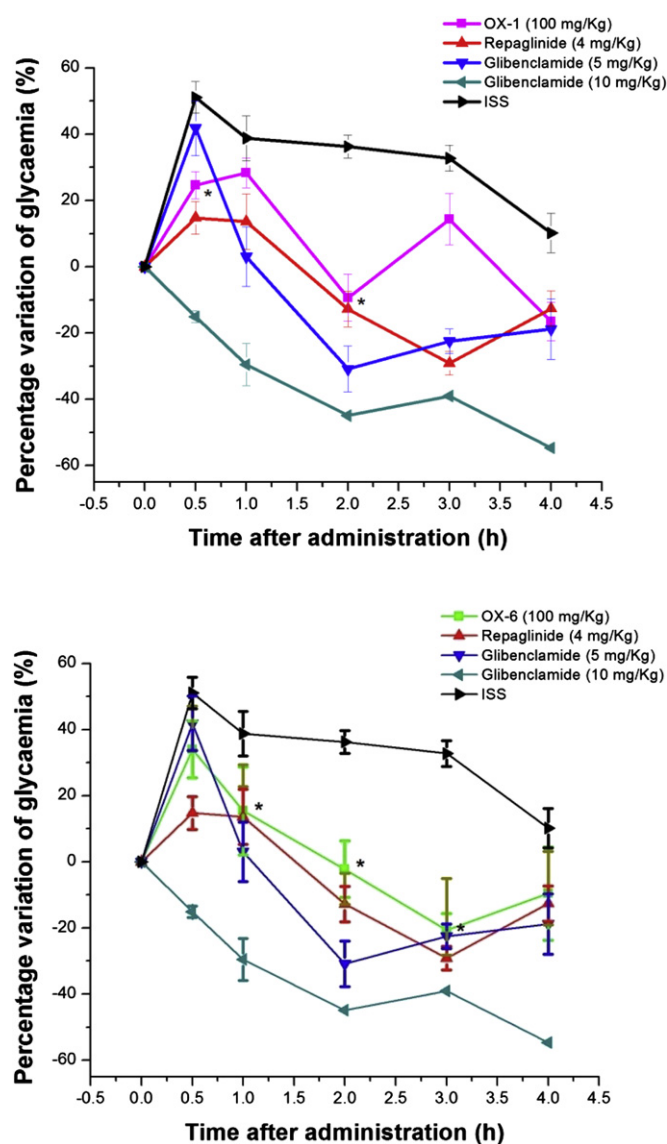 OX-1 (100 mg/Kg)
Repaglinide (4 mg/Kg)
Glibenclamide (5 mg/Kg)
Glibenclamide (10 mg/Kg)
ISS
Percentage variation of glycaemia (%)
60
40
20
0
-20
-40
-60
*
*
-0.5 0.0 0.5 1.0 1.5 2.0 2.5 3.0 3.5 4.0 4.5
Time after administration (h)
OX-6 (100 mg/Kg)
Repaglinide (4 mg/Kg)
Glibenclamide (5 mg/Kg)
Glibenclamide (10 mg/Kg)
ISS
Percentage variation of glycaemia (%)
60
40
20
0
-20
-40
-60
*
*
*
-0.5 0.0 0.5 1.0 1.5 2.0 2.5 3.0 3.5 4.0 4.5
Time after administration (h)